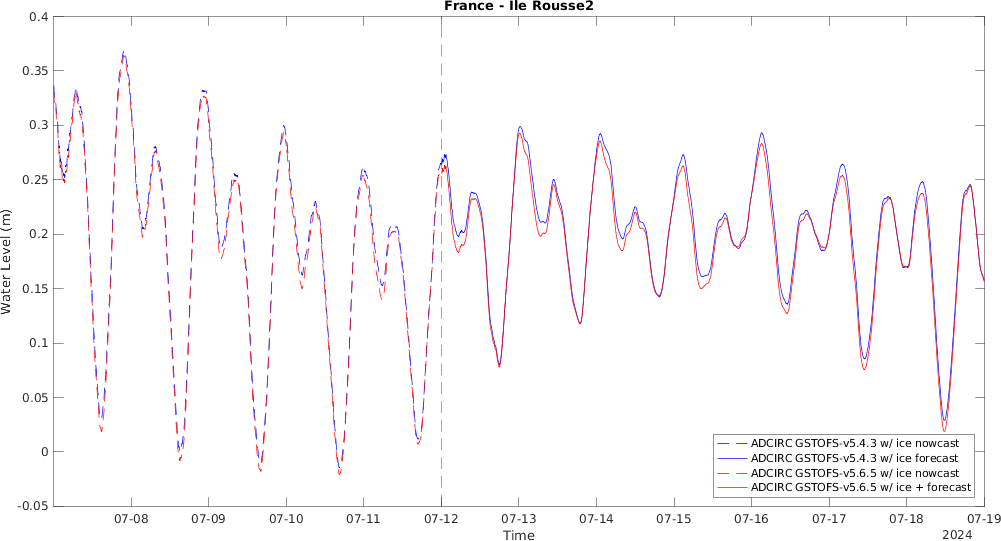 France - Ile Rousse2
0.4
0.35
0.3
0.25
0.2
0.15
0.1
0.05
0
-0.05
Water Level (m)
ADCIRC GSTOFS-v5.4.3 w/ ice nowcast
ADCIRC GSTOFS-v5.4.3 w/ ice forecast
ADCIRC GSTOFS-v5.6.5 w/ ice nowcast
ADCIRC GSTOFS-v5.6.5 w/ ice + forecast
07-08 07-09 07-10 07-11 07-12 07-13 07-14 07-15 07-16 07-17 07-18 07-19
Time
2024